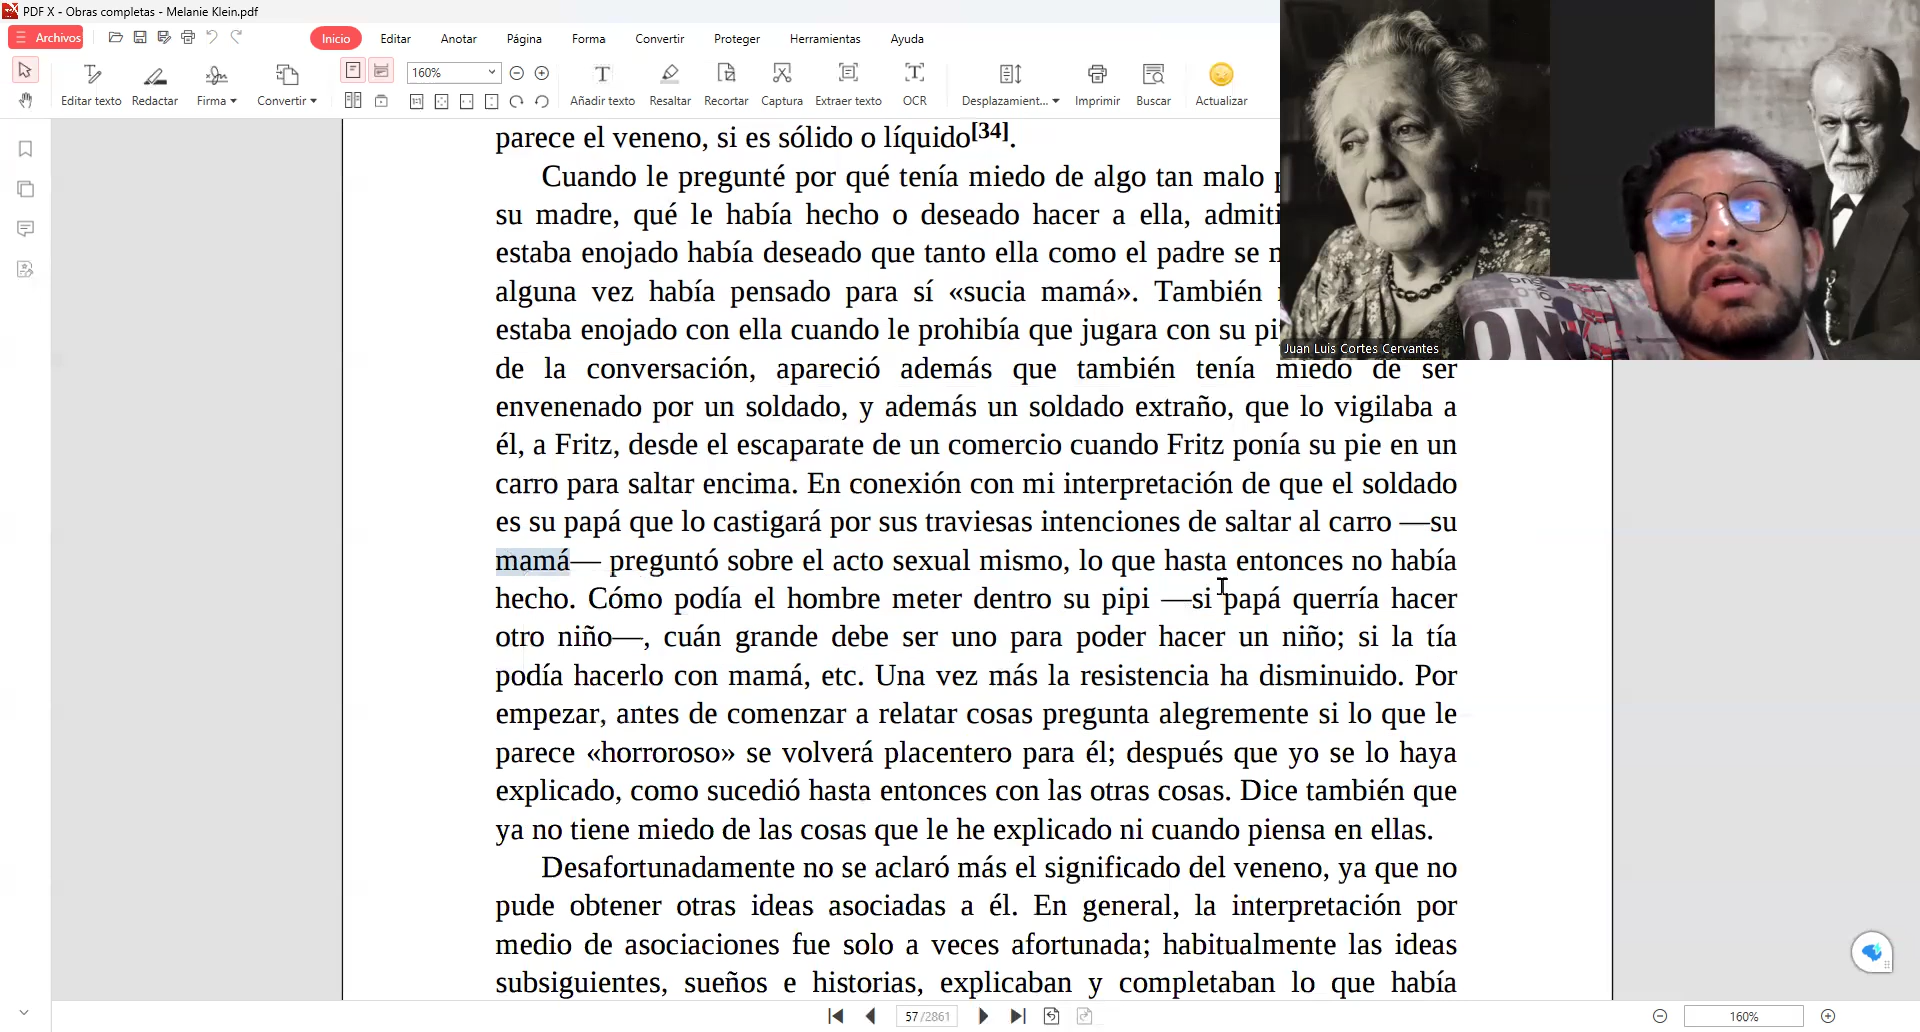 PDF X - Obras completas - Melanie Klein.pdf
Archivos
Inicio
Editar
Anotar
Página
Forma
Convertir
Proteger
Herramientas
Ayuda
160%
Editar texto
Redactar
Firma
Convertir
Añadir texto
Resaltar
Recortar
Captura
Extraer texto
OCR
Desplazamient...
Imprimir
Buscar
Actualizar
parece el veneno, si es sólido o líquido[34].
Cuando le pregunté por qué tenía miedo de algo tan malo
su madre, qué le había hecho o deseado hacer a ella,
estaba enojado había deseado que tanto ella como el padre se
alguna vez había pensado para sí «sucia mamá». También
estaba enojado con ella cuando le prohibía que jugara con su
de la conversación, apareció además que también tenía miedo de ser
envenenado por un soldado, y además un soldado extraño, que lo vigilaba a
él, a Fritz, desde el escaparate de un comercio cuando Fritz ponía su pie en un
carro para saltar encima. En conexión con mi interpretación de que el soldado
es su papá que lo castigará por sus traviesas intenciones de saltar al carro —su
mamá— preguntó sobre el acto sexual mismo, lo que hasta entonces no había
hecho. Cómo podía el hombre meter dentro su pipi —si papá querría hacer
otro niño—, cuán grande debe ser uno para poder hacer un niño; si la tía
podía hacerlo con mamá, etc. Una vez más la resistencia ha disminuido. Por
empezar, antes de comenzar a relatar cosas pregunta alegremente si lo que le
parece «horroroso» se volverá placentero para él; después que yo se lo haya
explicado, como sucedió hasta entonces con las otras cosas. Dice también que
ya no tiene miedo de las cosas que le he explicado ni cuando piensa en ellas.
Desafortunadamente no se aclaró más el significado del veneno, ya que no
pude obtener otras ideas asociadas a él. En general, la interpretación por
medio de asociaciones fue solo a veces afortunada; habitualmente las ideas
subsiguientes, sueños e historias, explicaban y completaban lo que había
Juan Luis Cortes Cervantes
57 /2861
160%